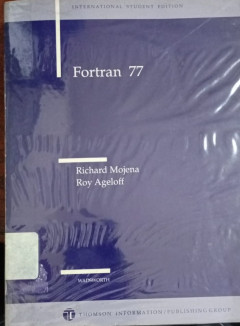 INTERNATIONAL STUDENT EDITION
Fortran 77
Richard Mojena
Roy Ageloff
WADSWORTH
THOMSON INFORMATION/PUBLISHING GROUP